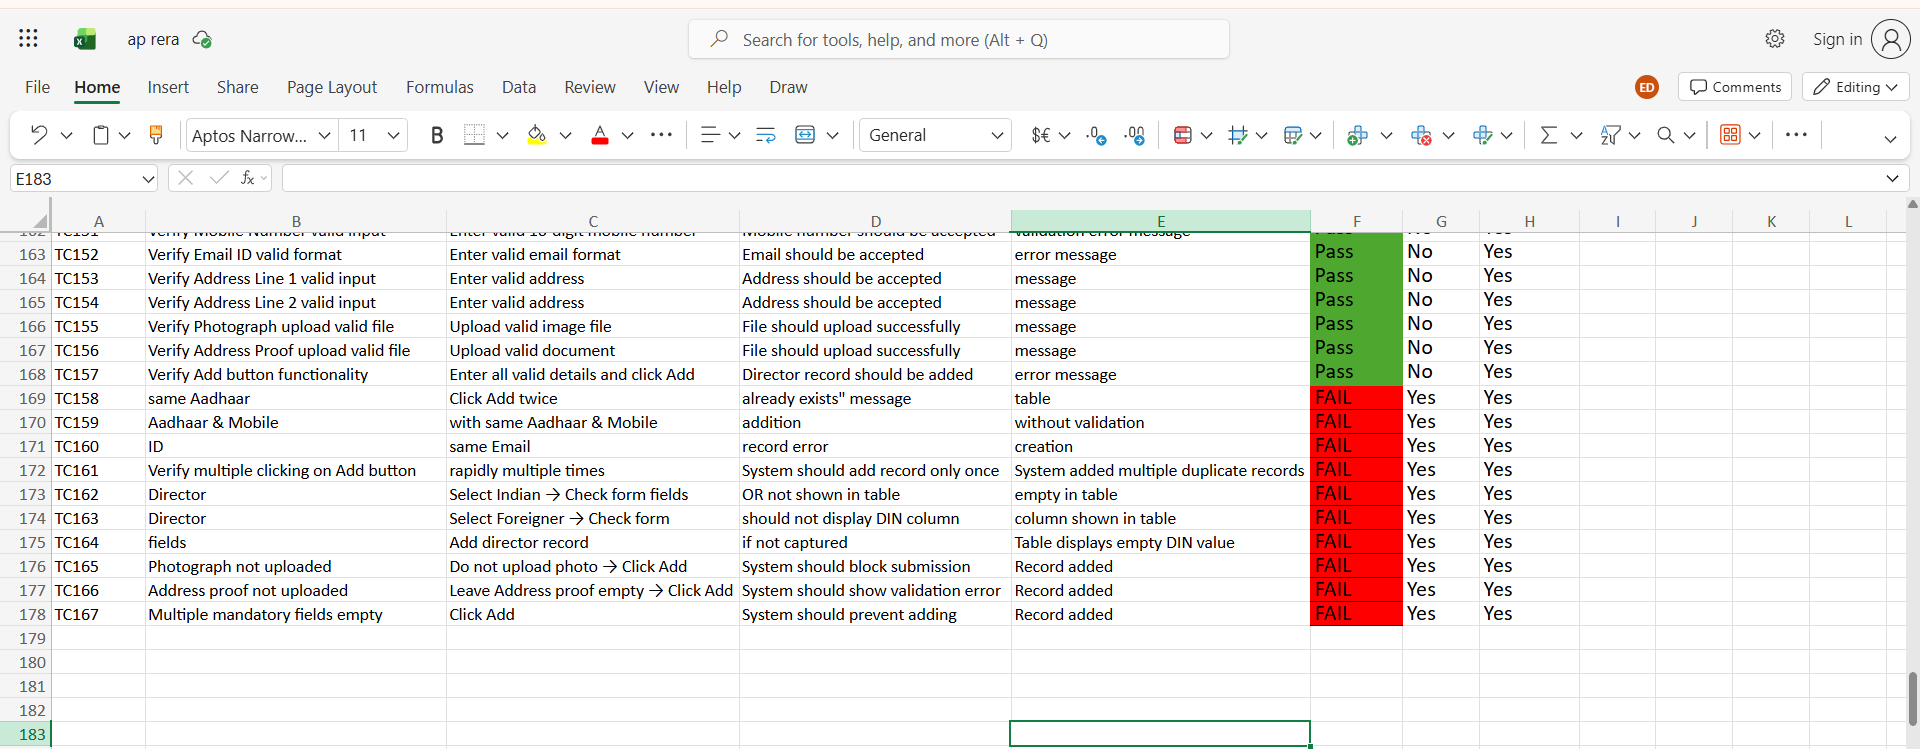 ap rera
Search for tools, help, and more (Alt + Q)
Sign in
File Home Insert Share Page Layout Formulas Data Review View Help Draw
ED Comments Editing
Aptos Narrow... 11 B A General $€ .0 .00
E183 fx
A B C D E F G H I J K L
163 TC152 Verify Email ID valid format Enter valid email format Email should be accepted error message Pass No Yes
164 TC153 Verify Address Line 1 valid input Enter valid address Address should be accepted message Pass No Yes
165 TC154 Verify Address Line 2 valid input Enter valid address Address should be accepted message Pass No Yes
166 TC155 Verify Photograph upload valid file Upload valid image file File should upload successfully message Pass No Yes
167 TC156 Verify Address Proof upload valid file Upload valid document File should upload successfully message Pass No Yes
168 TC157 Verify Add button functionality Enter all valid details and click Add Director record should be added error message Pass No Yes
169 TC158 same Aadhaar Click Add twice already exists" message table FAIL Yes Yes
170 TC159 Aadhaar & Mobile with same Aadhaar & Mobile addition without validation FAIL Yes Yes
171 TC160 ID same Email record error creation FAIL Yes Yes
172 TC161 Verify multiple clicking on Add button rapidly multiple times System should add record only once System added multiple duplicate records FAIL Yes Yes
173 TC162 Director Select Indian → Check form fields OR not shown in table empty in table FAIL Yes Yes
174 TC163 Director Select Foreigner → Check form should not display DIN column column shown in table FAIL Yes Yes
175 TC164 fields Add director record if not captured Table displays empty DIN value FAIL Yes Yes
176 TC165 Photograph not uploaded Do not upload photo → Click Add System should block submission Record added FAIL Yes Yes
177 TC166 Address proof not uploaded Leave Address proof empty → Click Add System should show validation error Record added FAIL Yes Yes
178 TC167 Multiple mandatory fields empty Click Add System should prevent adding Record added FAIL Yes Yes
179
180
181
182
183